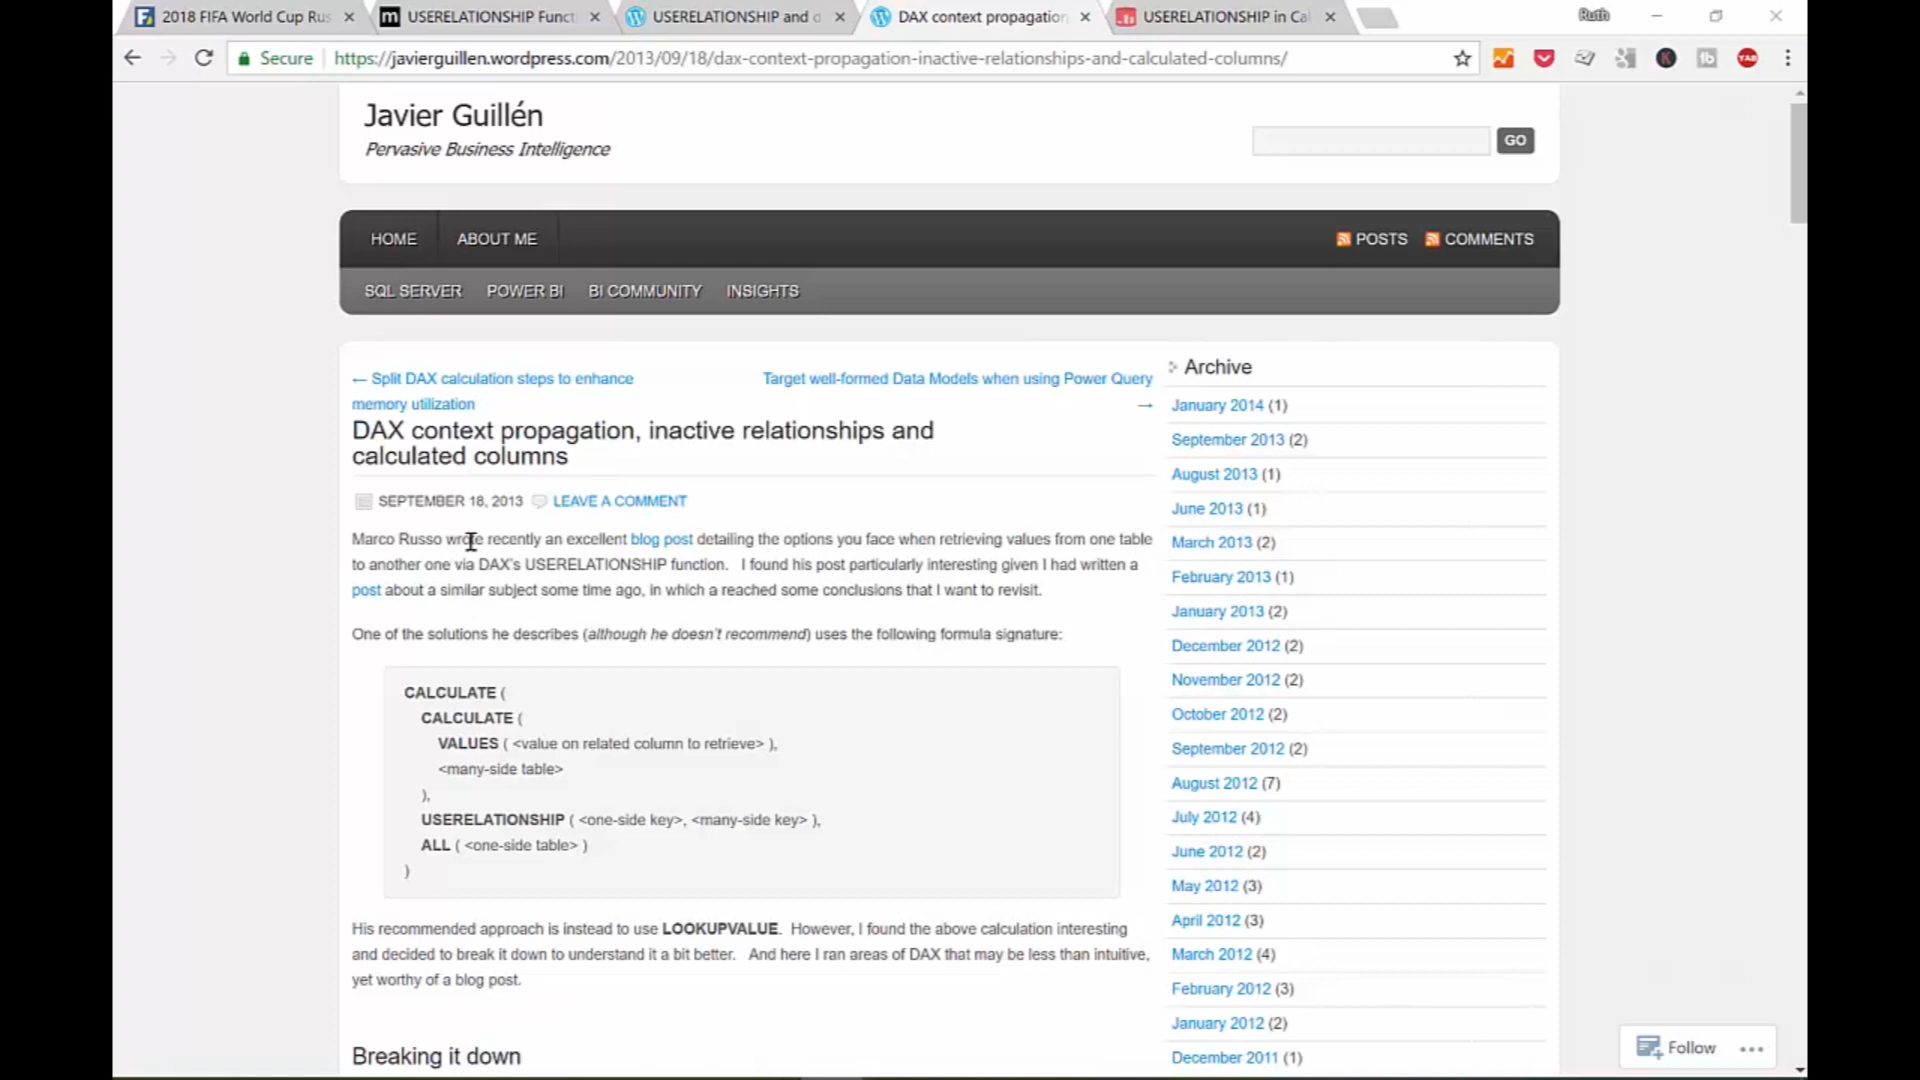 2018 FIFA World Cup Rus
USERELATIONSHIP Funct
USERELATIONSHIP and d
DAX context propagation
USERELATIONSHIP in Cal
Ruth
Secure
https://javierguillen.wordpress.com/2013/09/18/dax-context-propagation-inactive-relationships-and-calculated-columns/
Javier Guillén
Pervasive Business Intelligence
GO
HOME
ABOUT ME
POSTS
COMMENTS
SQL SERVER
POWER BI
BI COMMUNITY
INSIGHTS
← Split DAX calculation steps to enhance
memory utilization
Target well-formed Data Models when using Power Query
→
DAX context propagation, inactive relationships and
calculated columns
SEPTEMBER 18, 2013
LEAVE A COMMENT
Marco Russo wrote recently an excellent blog post detailing the options you face when retrieving values from one table
to another one via DAX's USERELATIONSHIP function. I found his post particularly interesting given I had written a
post about a similar subject some time ago, in which a reached some conclusions that I want to revisit.
One of the solutions he describes (although he doesn't recommend) uses the following formula signature:
CALCULATE (
CALCULATE (
VALUES ( <value on related column to retrieve> ),
<many-side table>
),
USERELATIONSHIP ( <one-side key>, <many-side key> ),
ALL ( <one-side table> )
)
His recommended approach is instead to use LOOKUPVALUE. However, I found the above calculation interesting
and decided to break it down to understand it a bit better. And here I ran areas of DAX that may be less than intuitive,
yet worthy of a blog post.
Breaking it down
Archive
January 2014 (1)
September 2013 (2)
August 2013 (1)
June 2013 (1)
March 2013 (2)
February 2013 (1)
January 2013 (2)
December 2012 (2)
November 2012 (2)
October 2012 (2)
September 2012 (2)
August 2012 (7)
July 2012 (4)
June 2012 (2)
May 2012 (3)
April 2012 (3)
March 2012 (4)
February 2012 (3)
January 2012 (2)
December 2011 (1)
Follow